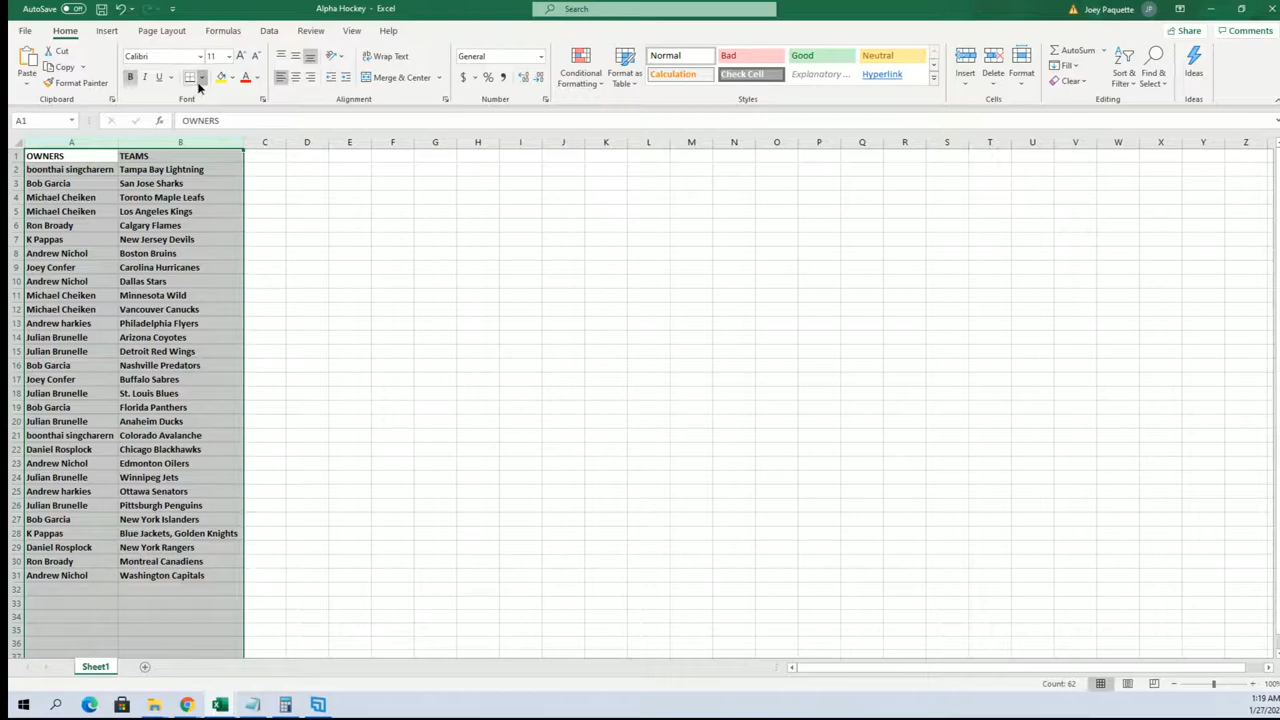 AutoSave Off Alpha Hockey - Excel Search Joey Paquette JP
File Home Insert Page Layout Formulas Data Review View Help Share Comments
Paste Cut Copy Format Painter Clipboard
Calibri 11 B I U A A A Font
Wrap Text Merge & Center Alignment
General $ % Number
Conditional Formatting Format as Table
Normal Bad Good Neutral
Calculation Check Cell Explanatory ... Hyperlink
Styles
Insert Delete Format Cells
AutoSum Fill Clear Sort & Filter Find & Select Editing
Ideas Ideas
A1 fx OWNERS
A B C D E F G H I J K L M N O P Q R S T U V W X Y Z
1 OWNERS TEAMS
2 boonthai singcharern Tampa Bay Lightning
3 Bob Garcia San Jose Sharks
4 Michael Cheiken Toronto Maple Leafs
5 Michael Cheiken Los Angeles Kings
6 Ron Broady Calgary Flames
7 K Pappas New Jersey Devils
8 Andrew Nichol Boston Bruins
9 Joey Confer Carolina Hurricanes
10 Andrew Nichol Dallas Stars
11 Michael Cheiken Minnesota Wild
12 Michael Cheiken Vancouver Canucks
13 Andrew harkies Philadelphia Flyers
14 Julian Brunelle Arizona Coyotes
15 Julian Brunelle Detroit Red Wings
16 Bob Garcia Nashville Predators
17 Joey Confer Buffalo Sabres
18 Julian Brunelle St. Louis Blues
19 Bob Garcia Florida Panthers
20 Julian Brunelle Anaheim Ducks
21 boonthai singcharern Colorado Avalanche
22 Daniel Rosplock Chicago Blackhawks
23 Andrew Nichol Edmonton Oilers
24 Julian Brunelle Winnipeg Jets
25 Andrew harkies Ottawa Senators
26 Julian Brunelle Pittsburgh Penguins
27 Bob Garcia New York Islanders
28 K Pappas Blue Jackets, Golden Knights
29 Daniel Rosplock New York Rangers
30 Ron Broady Montreal Canadiens
31 Andrew Nichol Washington Capitals
32
33
34
35
36
37
Sheet1
Count: 62 100%
1:19 AM
1/27/202